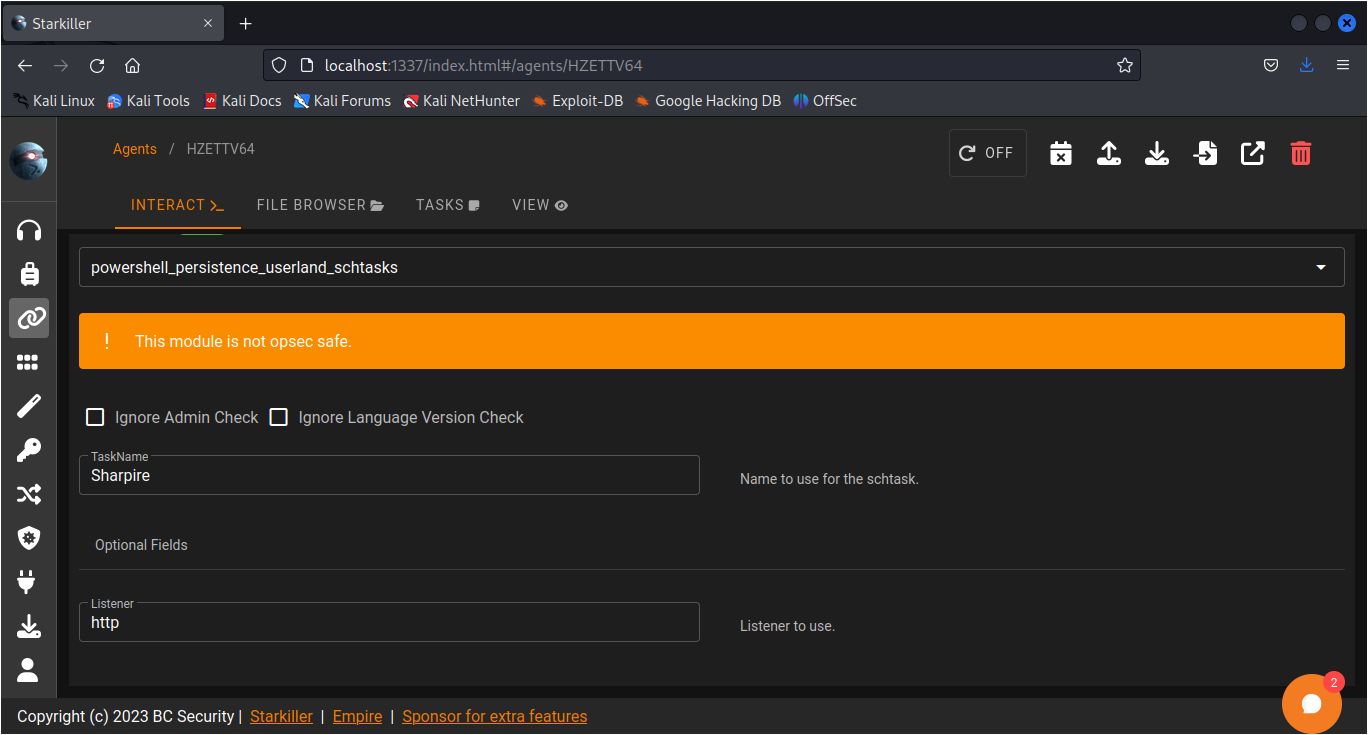 Starkiller
localhost:1337/index.html#/agents/HZETTV64
Kali Linux Kali Tools Kali Docs Kali Forums Kali NetHunter Exploit-DB Google Hacking DB OffSec
Agents / HZETTV64
OFF
INTERACT FILE BROWSER TASKS VIEW
powershell_persistence_userland_schtasks
! This module is not opsec safe.
Ignore Admin Check Ignore Language Version Check
TaskName
Sharpire
Name to use for the schtask.
Optional Fields
Listener
http
Listener to use.
2
Copyright (c) 2023 BC Security | Starkiller | Empire | Sponsor for extra features